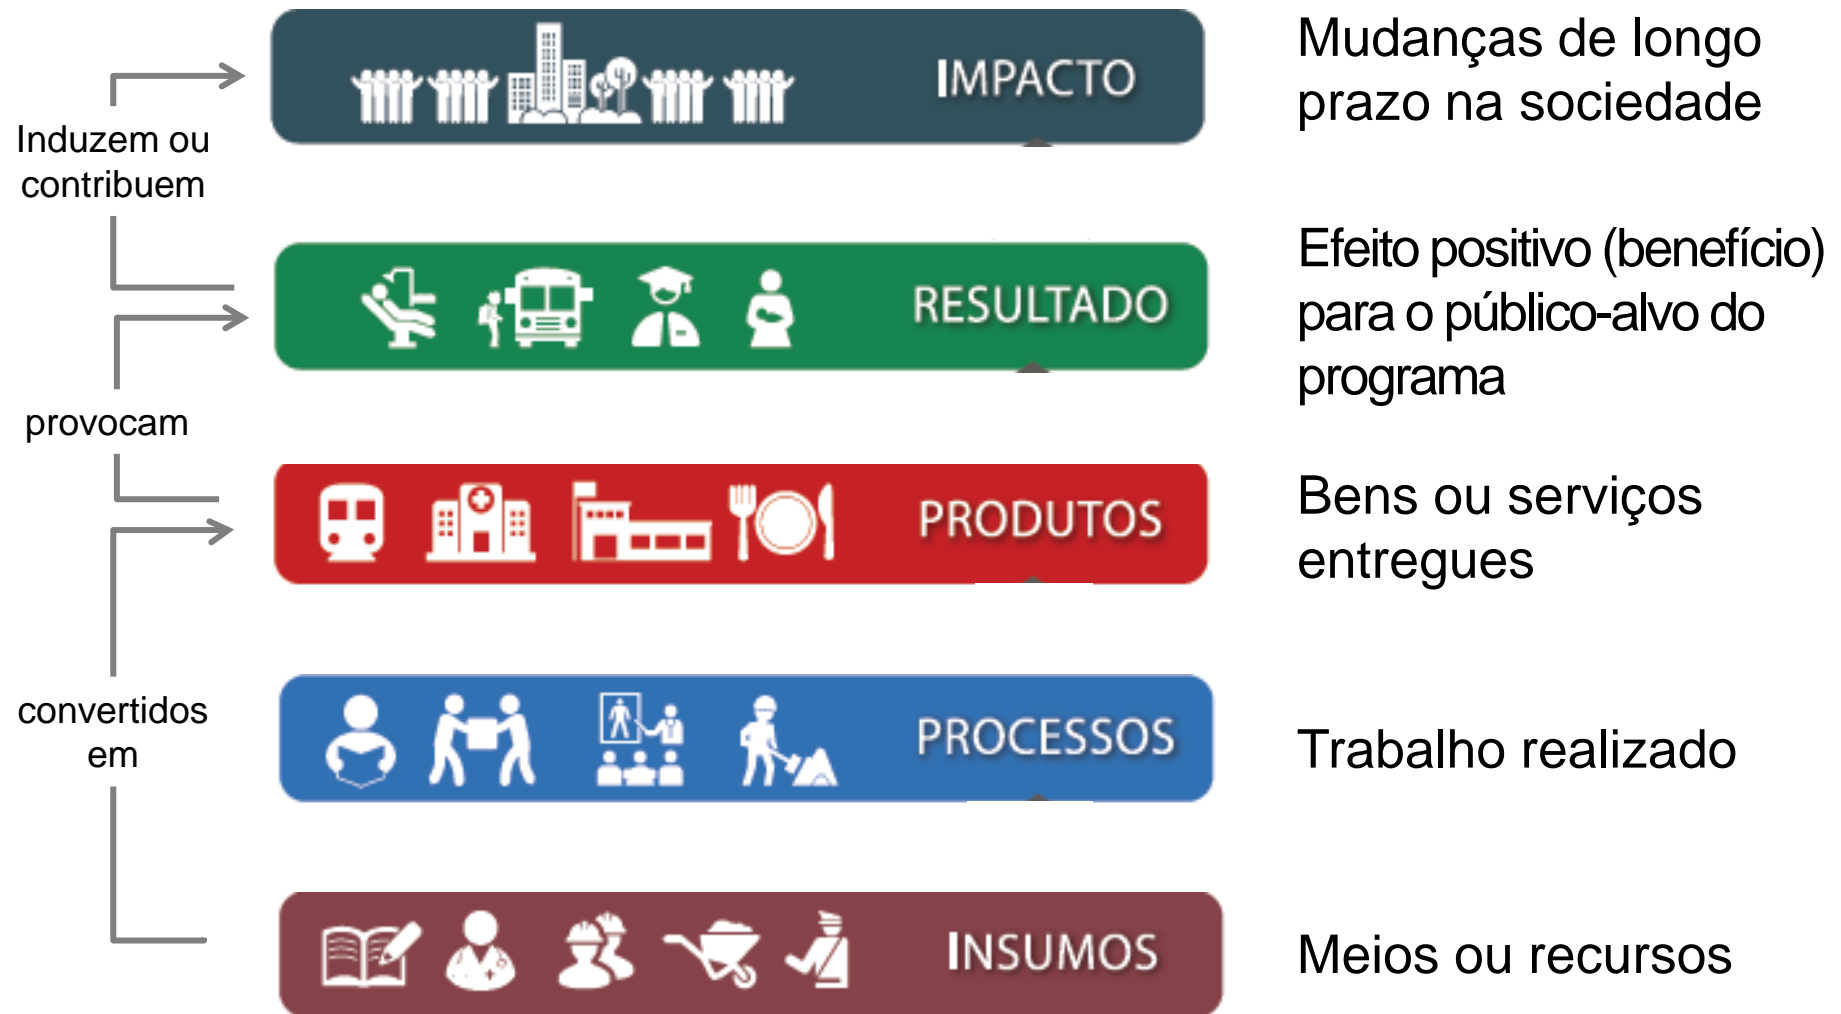 IMPACTO
Mudanças de longo
prazo na sociedade
Induzem ou
contribuem
RESULTADO
Efeito positivo (benefício)
para o público-alvo do
programa
provocam
PRODUTOS
Bens ou serviços
entregues
convertidos
em
PROCESSOS
Trabalho realizado
INSUMOS
Meios ou recursos